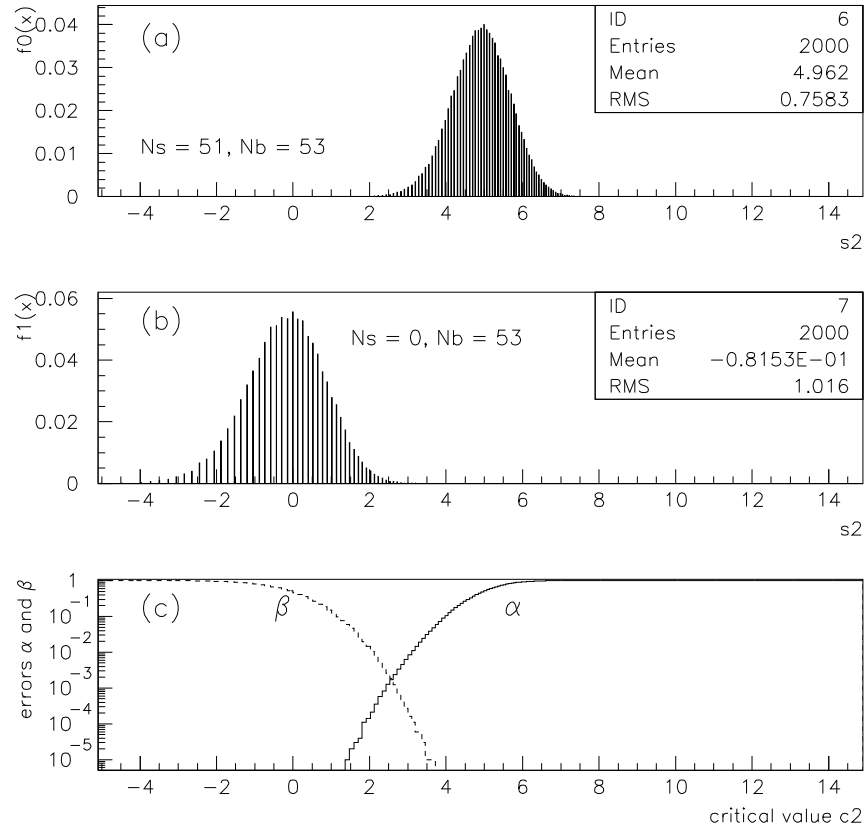 f0(x)
0.04
0.03
0.02
0.01
0
(a)
Ns = 51, Nb = 53
ID 6
Entries 2000
Mean 4.962
RMS 0.7583
−4 −2 0 2 4 6 8 10 12 14
s2
f1(x)
0.06
0.04
0.02
0
(b)
Ns = 0, Nb = 53
ID 7
Entries 2000
Mean −0.8153E−01
RMS 1.016
−4 −2 0 2 4 6 8 10 12 14
s2
errors α and β
1
10⁻¹
10⁻²
10⁻³
10⁻⁴
10⁻⁵
(c)
β
α
−4 −2 0 2 4 6 8 10 12 14
critical value c2